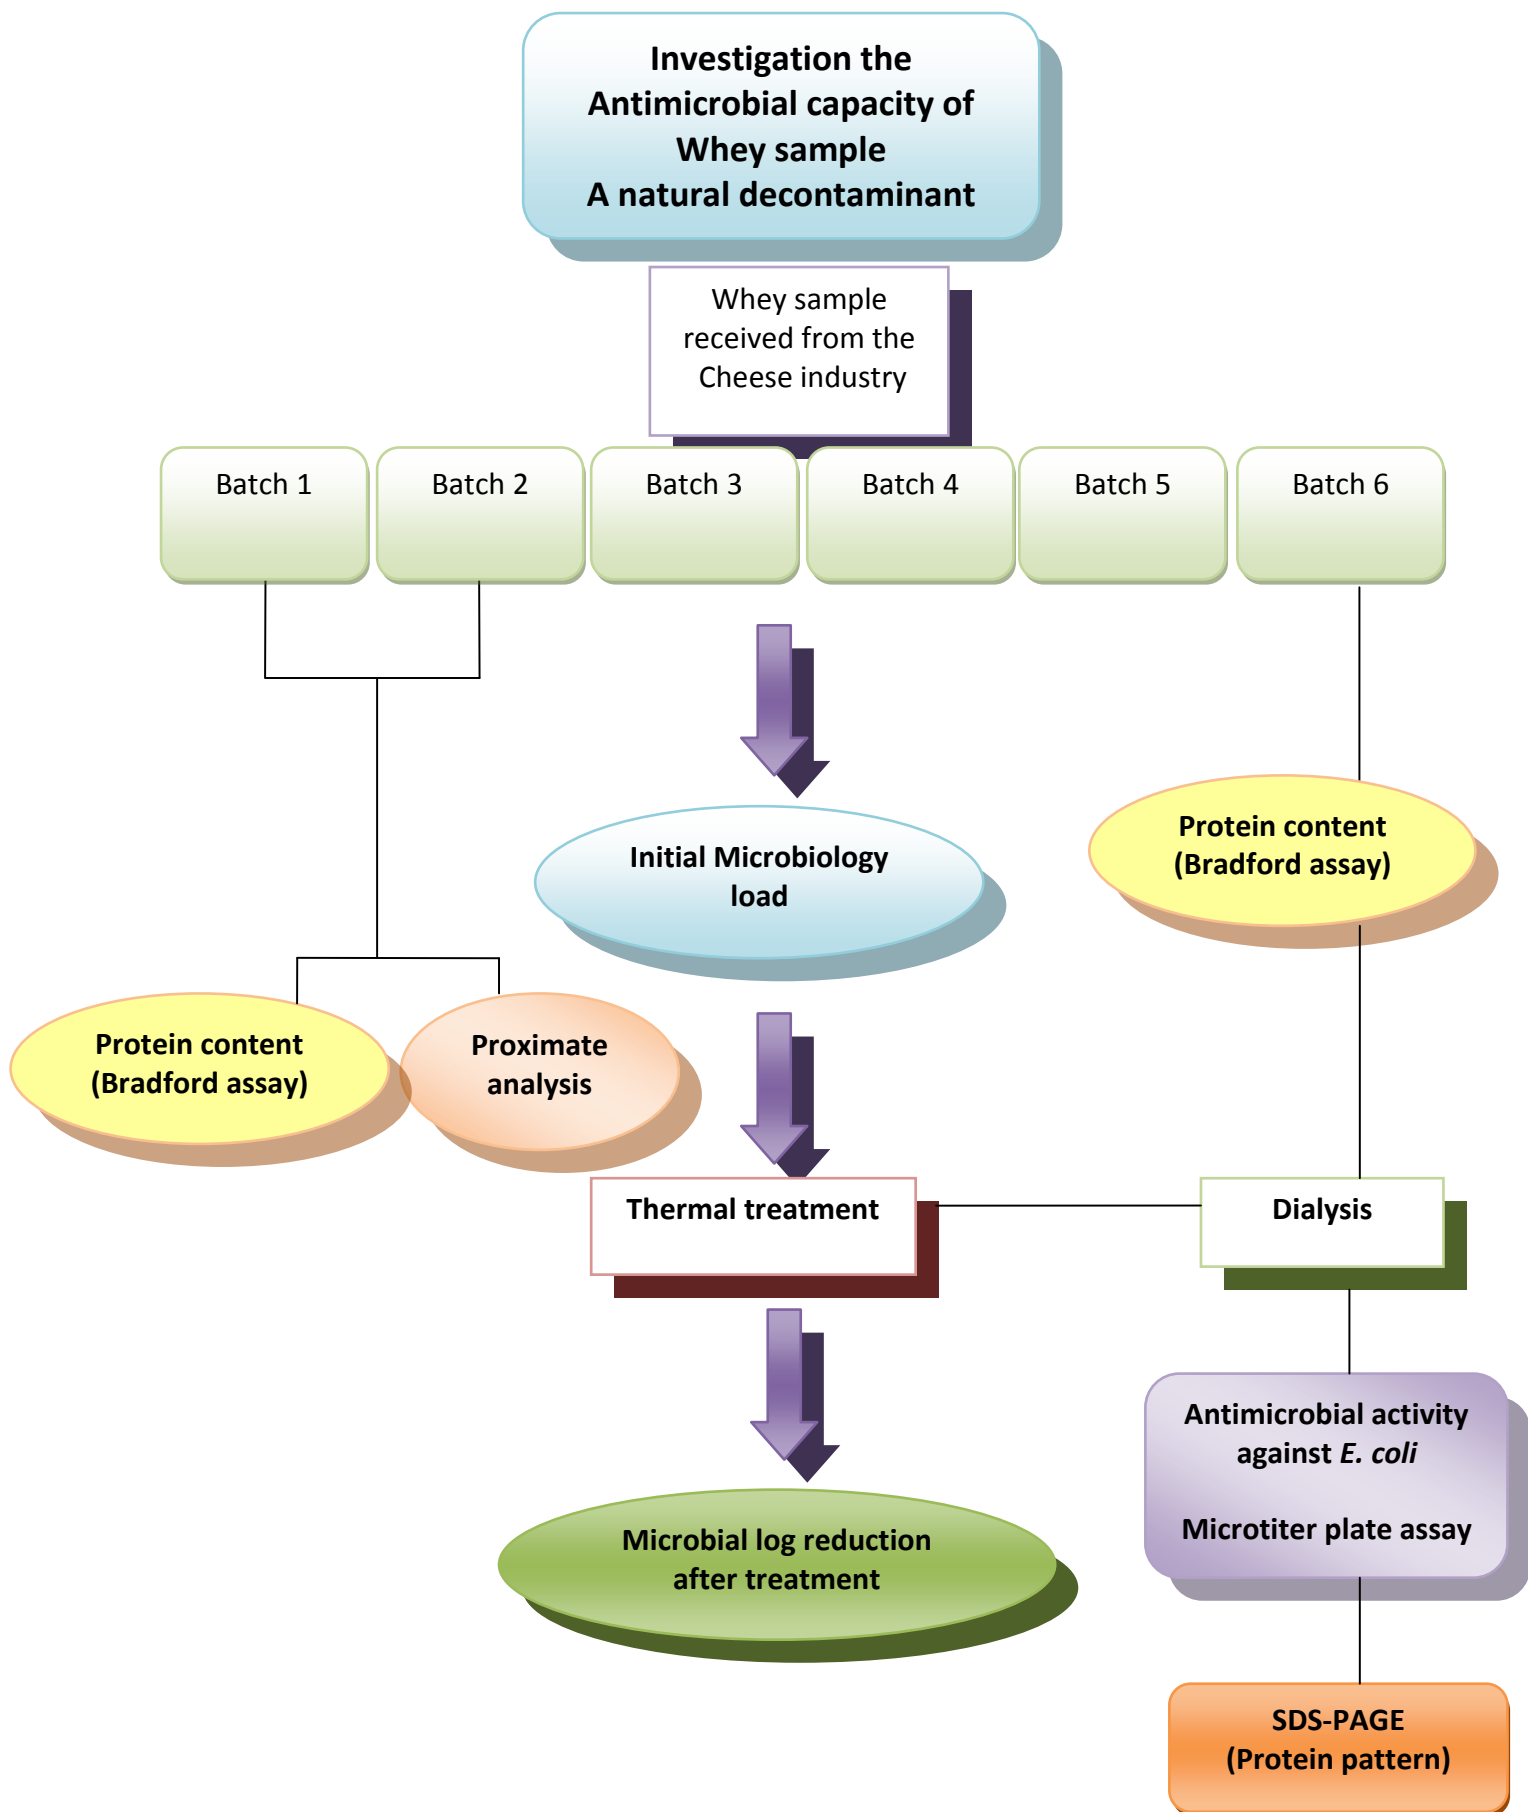 Investigation the
Antimicrobial capacity of
Whey sample
A natural decontaminant
Whey sample
received from the
Cheese industry
Batch 1
Batch 2
Batch 3
Batch 4
Batch 5
Batch 6
Initial Microbiology
load
Protein content
(Bradford assay)
Protein content
(Bradford assay)
Proximate
analysis
Thermal treatment
Dialysis
Antimicrobial activity
against E. coli
Microtiter plate assay
Microbial log reduction
after treatment
SDS-PAGE
(Protein pattern)